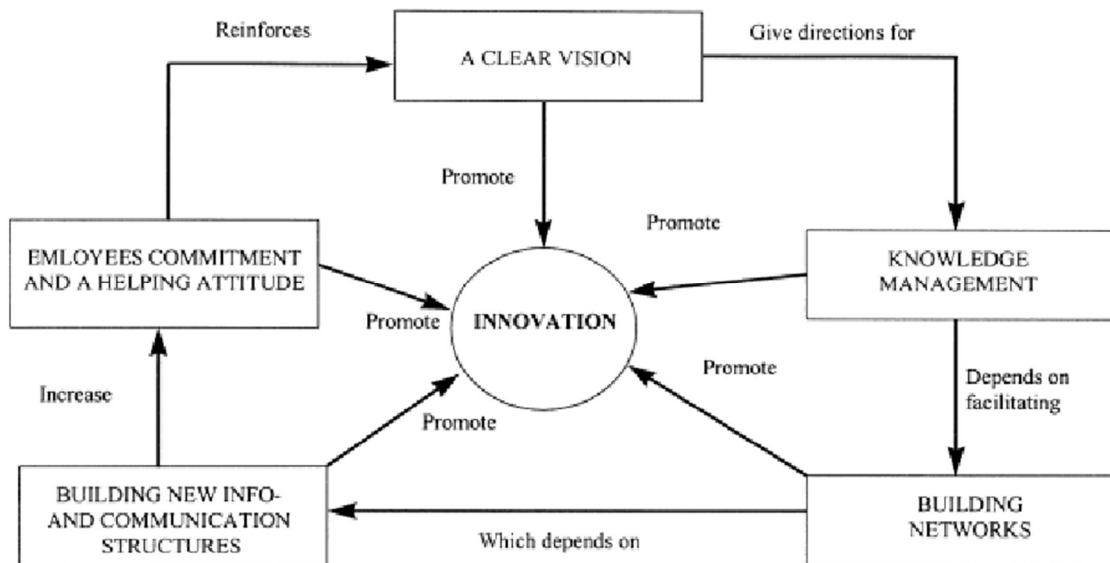 Reinforces
A CLEAR VISION
Give directions for
Promote
Promote
EMLOYEES COMMITMENT
AND A HELPING ATTITUDE
KNOWLEDGE
MANAGEMENT
INNOVATION
Promote
Promote
Increase
Depends on
facilitating
Promote
BUILDING NEW INFO-
AND COMMUNICATION
STRUCTURES
BUILDING
NETWORKS
Which depends on